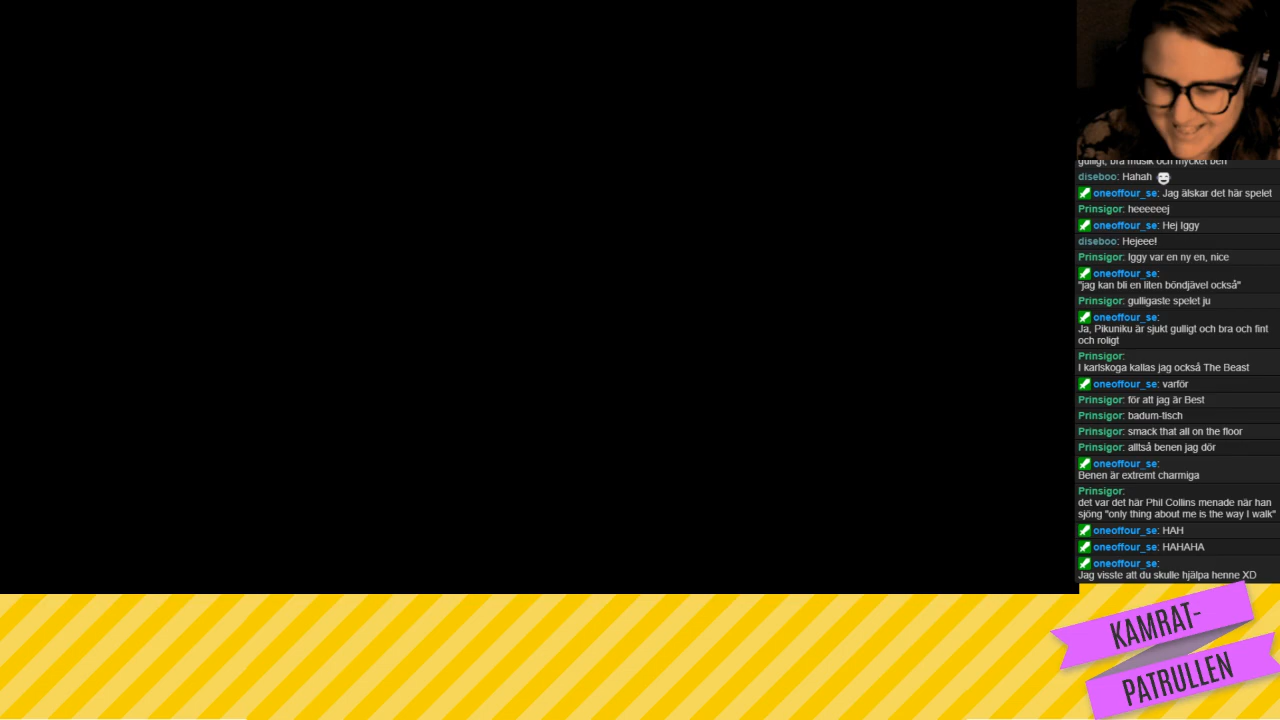 gulligt, bra musik och mycket ben
diseboo: Hahah
oneoffour_se: Jag älskar det här spelet
Prinsigor: heeeeeej
oneoffour_se: Hej Iggy
diseboo: Hejeee!
Prinsigor: Iggy var en ny en, nice
oneoffour_se:
"jag kan bli en liten böndjävel också"
Prinsigor: gulligaste spelet ju
oneoffour_se:
Ja, Pikuniku är sjukt gulligt och bra och fint
och roligt
Prinsigor:
I karlskoga kallas jag också The Beast
oneoffour_se: varför
Prinsigor: för att jag är Best
Prinsigor: badum-tisch
Prinsigor: smack that all on the floor
Prinsigor: alltså benen jag dör
oneoffour_se:
Benen är extremt charmiga
Prinsigor:
det var det här Phil Collins menade när han
sjöng "only thing about me is the way I walk"
oneoffour_se: HAH
oneoffour_se: HAHAHA
oneoffour_se:
Jag visste att du skulle hjälpa henne XD
KAMRAT-
PATRULLEN